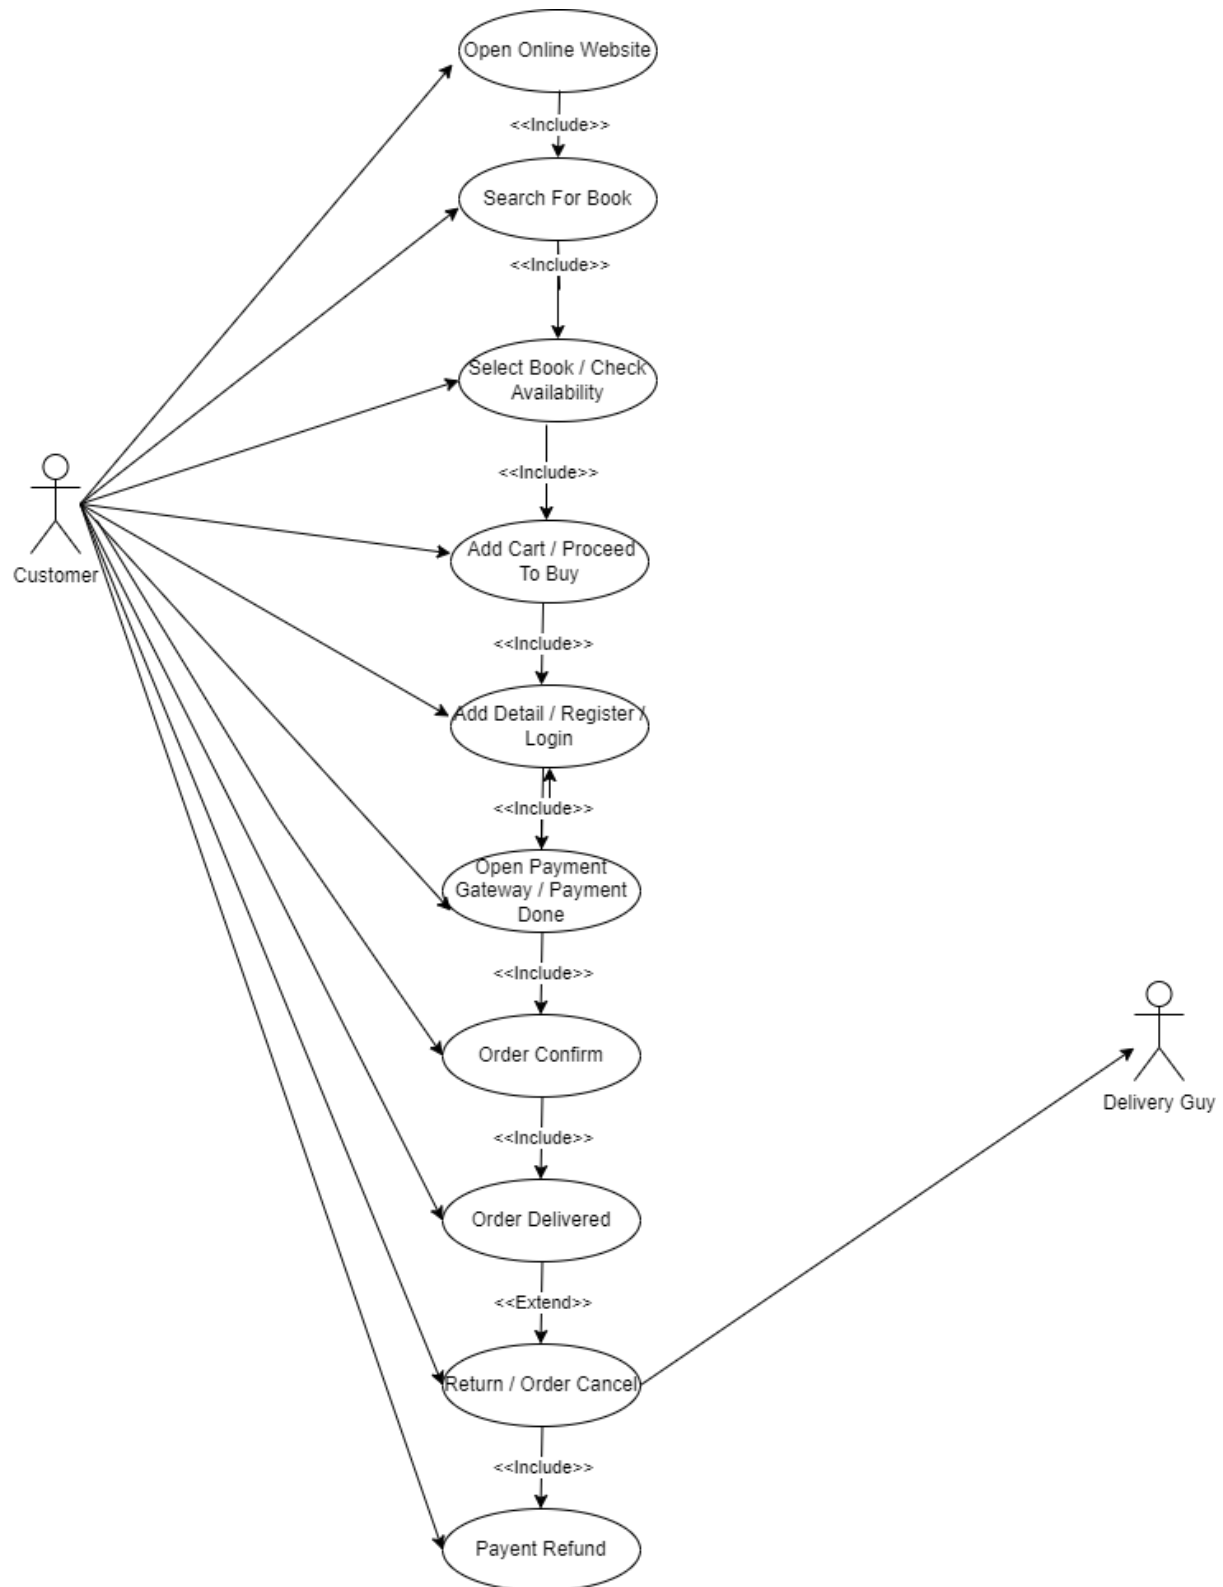 Open Online Website
<<Include>>
Search For Book
<<Include>>
Select Book / Check
Availability
<<Include>>
Customer
Add Cart / Proceed
To Buy
<<Include>>
Add Detail / Register /
Login
<<Include>>
Open Payment
Gateway / Payment
Done
<<Include>>
Order Confirm
Delivery Guy
<<Include>>
Order Delivered
<<Extend>>
Return / Order Cancel
<<Include>>
Payent Refund